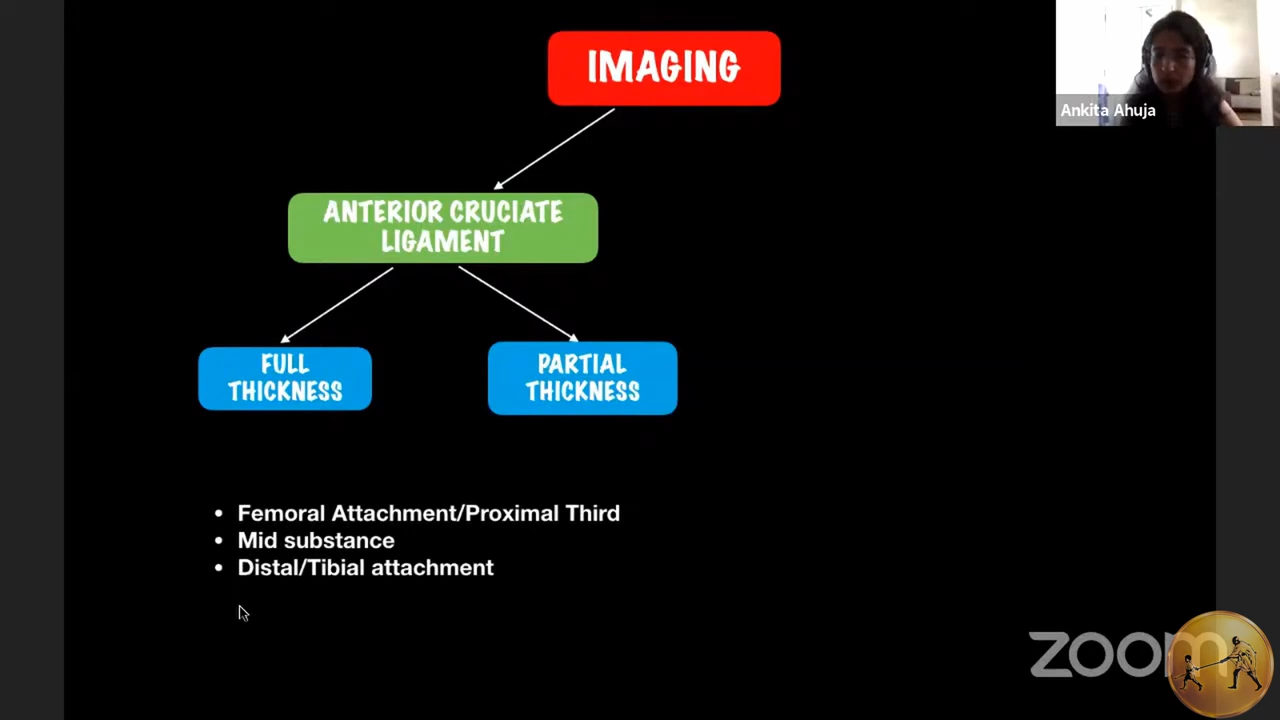 IMAGING
Ankita Ahuja
ANTERIOR CRUCIATE
LIGAMENT
FULL
THICKNESS
PARTIAL
THICKNESS
• Femoral Attachment/Proximal Third
• Mid substance
• Distal/Tibial attachment
zoom